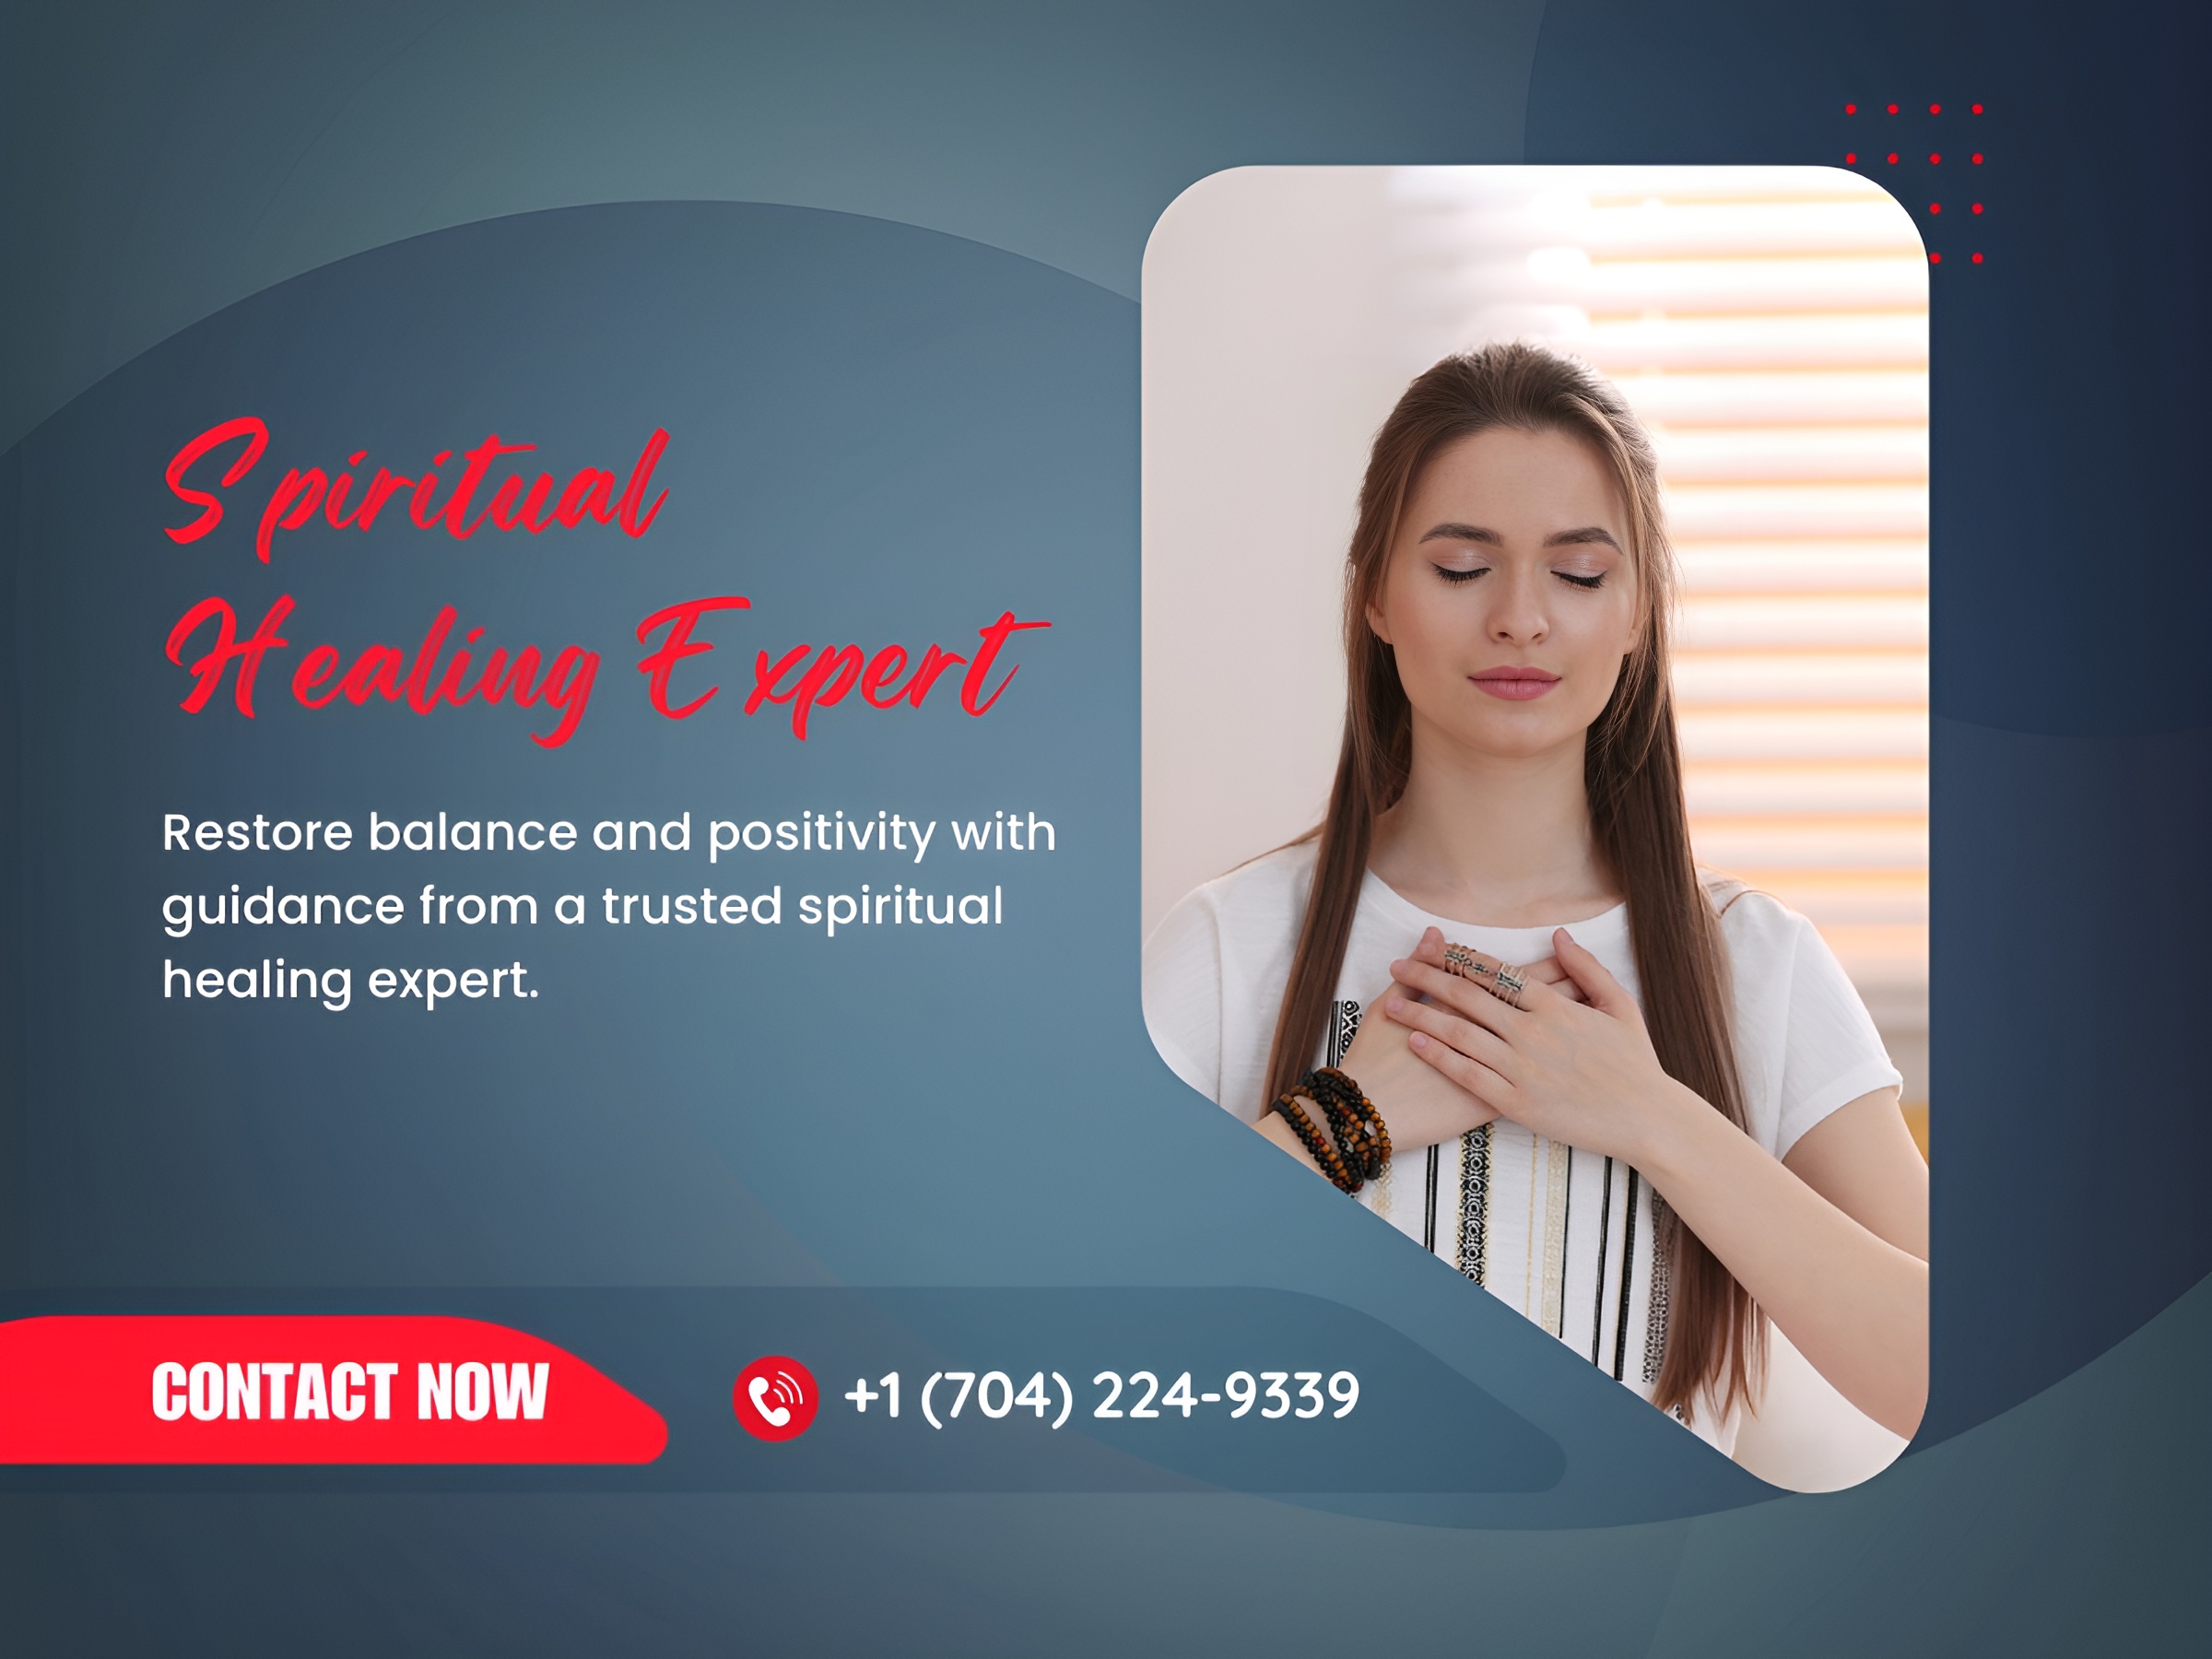 Spiritual
Healing Expert
Restore balance and positivity with
guidance from a trusted spiritual
healing expert.
CONTACT NOW
+1 (704) 224-9339